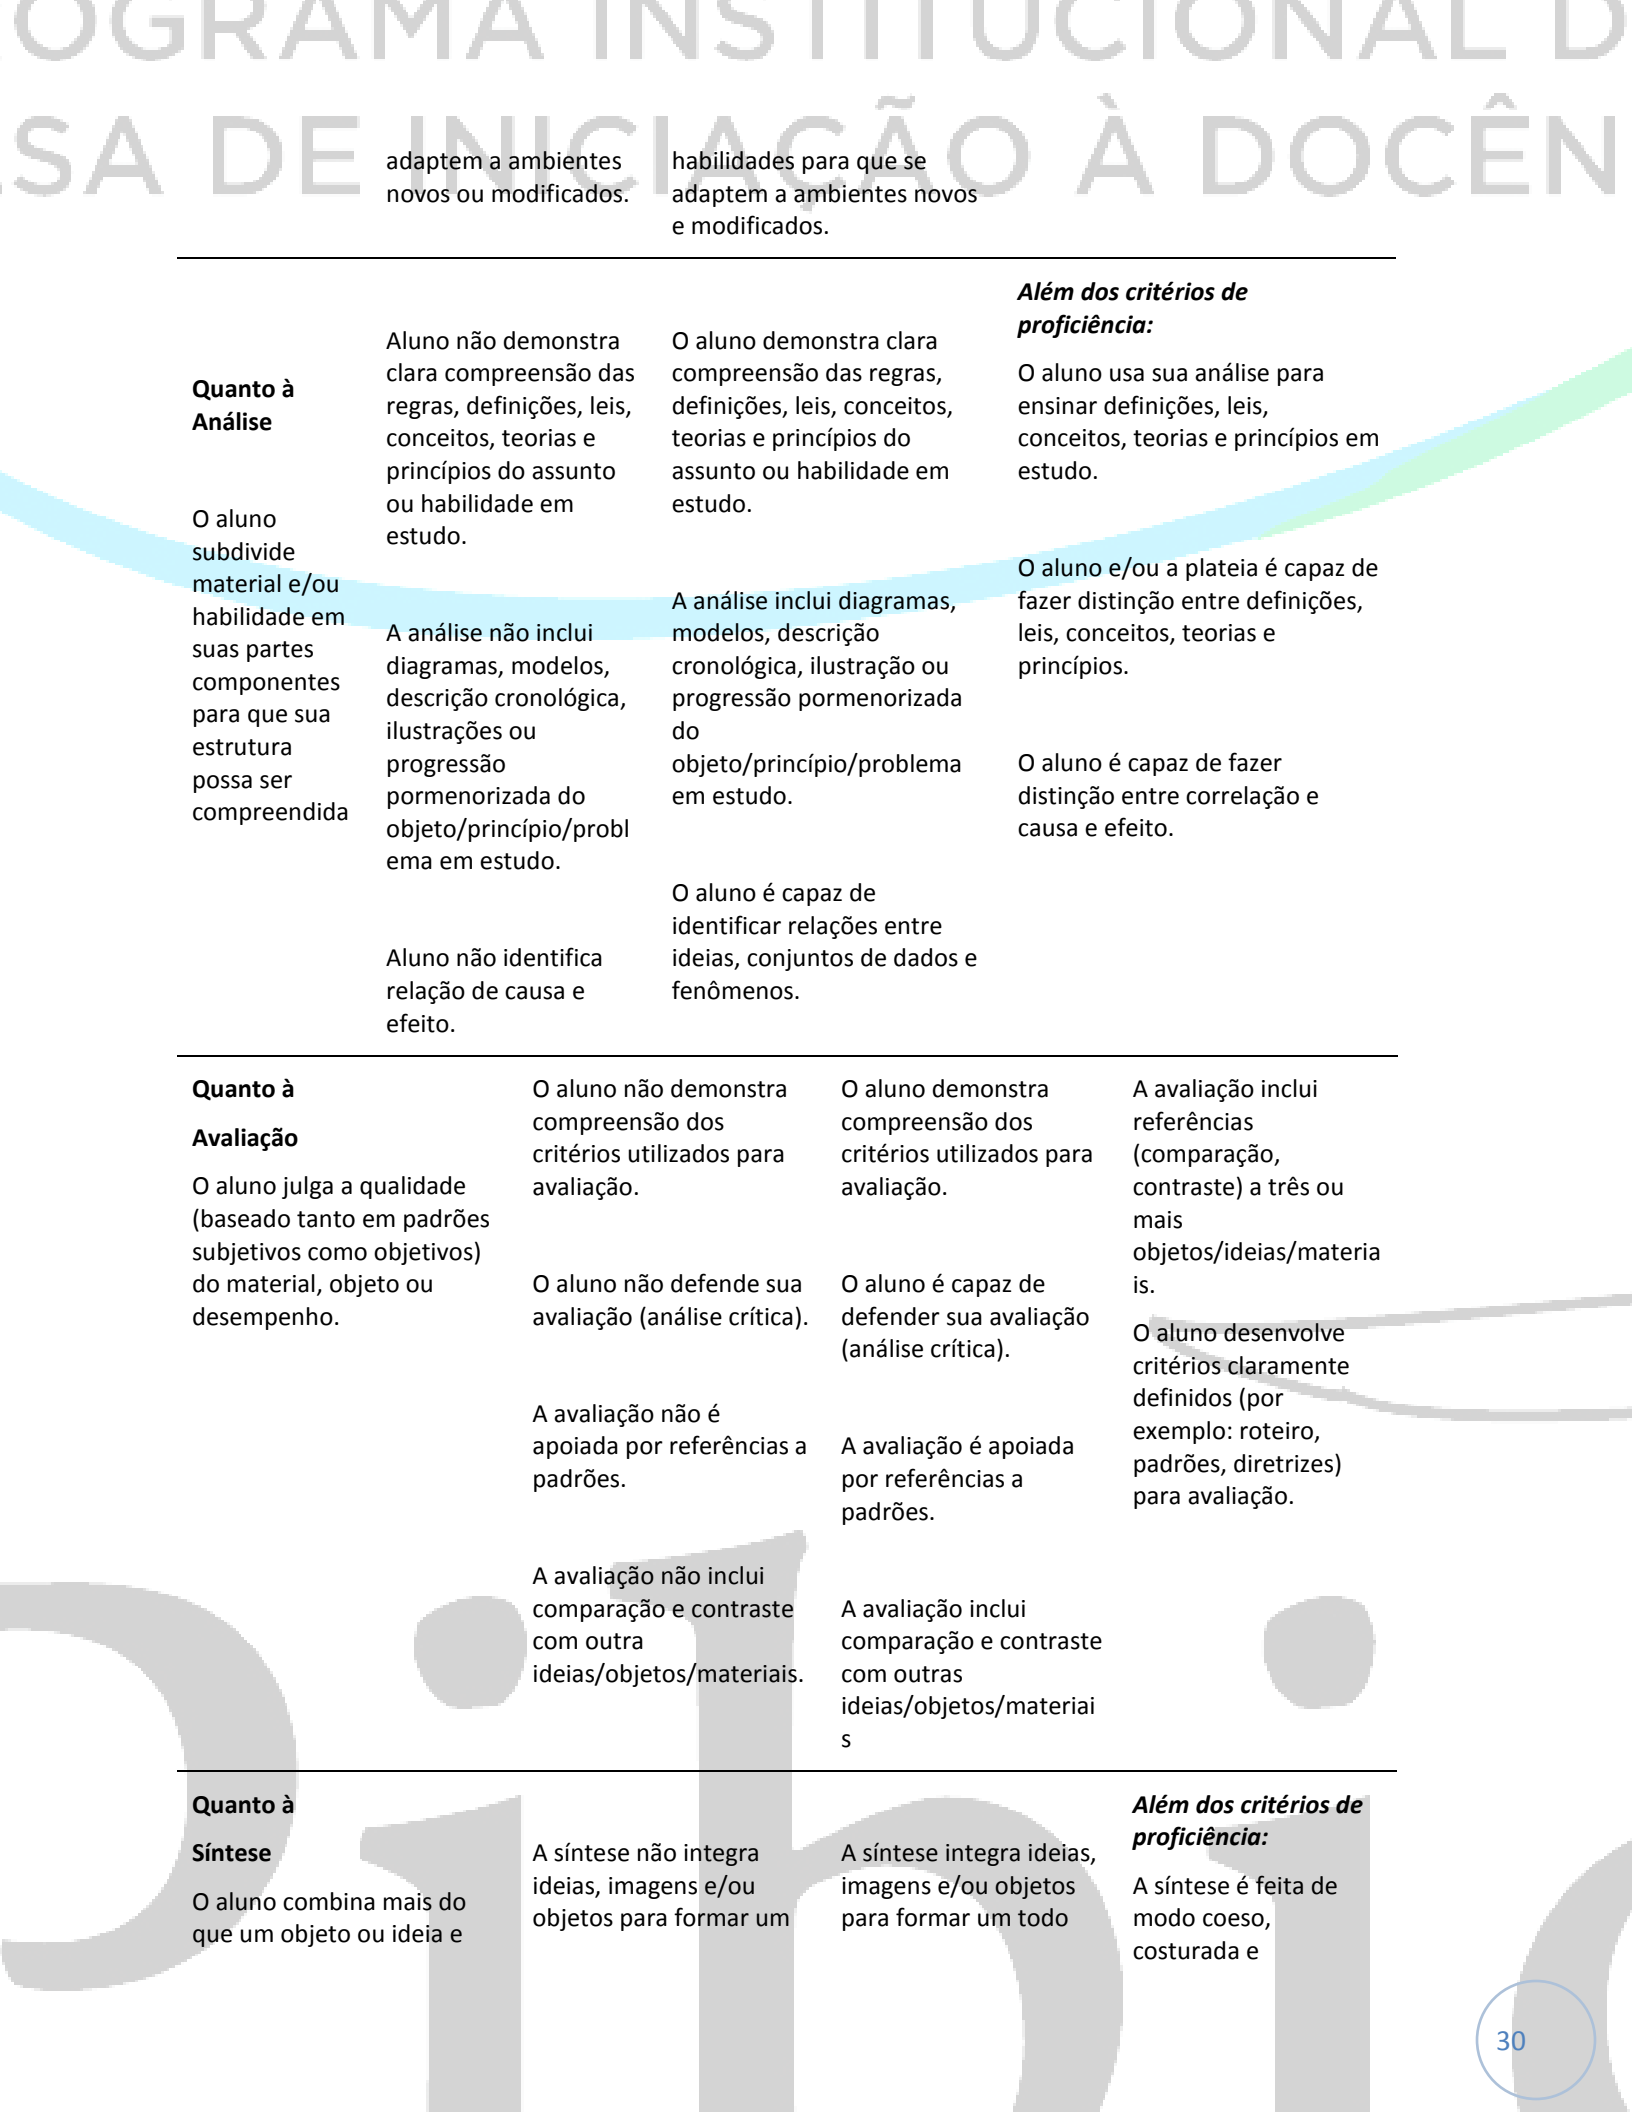 OGRAMA INSTITUCIONAL D
SA DE INICIAÇÃO À DOCÊN
adaptem a ambientes
novos ou modificados.
habilidades para que se
adaptem a ambientes novos
e modificados.
Quanto à
Análise
O aluno
subdivide
material e/ou
habilidade em
suas partes
componentes
para que sua
estrutura
possa ser
compreendida
Aluno não demonstra
clara compreensão das
regras, definições, leis,
conceitos, teorias e
princípios do assunto
ou habilidade em
estudo.
A análise não inclui
diagramas, modelos,
descrição cronológica,
ilustrações ou
progressão
pormenorizada do
objeto/princípio/probl
ema em estudo.
Aluno não identifica
relação de causa e
efeito.
O aluno demonstra clara
compreensão das regras,
definições, leis, conceitos,
teorias e princípios do
assunto ou habilidade em
estudo.
A análise inclui diagramas,
modelos, descrição
cronológica, ilustração ou
progressão pormenorizada
do
objeto/princípio/problema
em estudo.
O aluno é capaz de
identificar relações entre
ideias, conjuntos de dados e
fenômenos.
Além dos critérios de
proficiência:
O aluno usa sua análise para
ensinar definições, leis,
conceitos, teorias e princípios em
estudo.
O aluno e/ou a plateia é capaz de
fazer distinção entre definições,
leis, conceitos, teorias e
princípios.
O aluno é capaz de fazer
distinção entre correlação e
causa e efeito.
Quanto à
Avaliação
O aluno julga a qualidade
(baseado tanto em padrões
subjetivos como objetivos)
do material, objeto ou
desempenho.
O aluno não demonstra
compreensão dos
critérios utilizados para
avaliação.
O aluno não defende sua
avaliação (análise crítica).
A avaliação não é
apoiada por referências a
padrões.
A avaliação não inclui
comparação e contraste
com outra
ideias/objetos/materiais.
O aluno demonstra
compreensão dos
critérios utilizados para
avaliação.
O aluno é capaz de
defender sua avaliação
(análise crítica).
A avaliação é apoiada
por referências a
padrões.
A avaliação inclui
comparação e contraste
com outras
ideias/objetos/materiai
s
A avaliação inclui
referências
(comparação,
contraste) a três ou
mais
objetos/ideias/materia
is.
O aluno desenvolve
critérios claramente
definidos (por
exemplo: roteiro,
padrões, diretrizes)
para avaliação.
Quanto à
Síntese
O aluno combina mais do
que um objeto ou ideia e
A síntese não integra
ideias, imagens e/ou
objetos para formar um
A síntese integra ideias,
imagens e/ou objetos
para formar um todo
Além dos critérios de
proficiência:
A síntese é feita de
modo coeso,
costurada e
Pibi
30